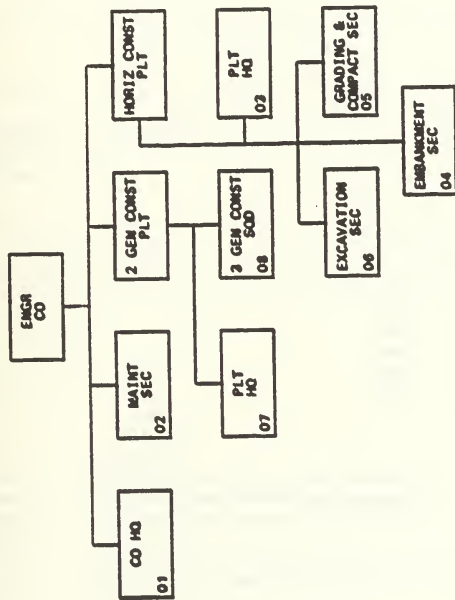 ENGR
CO
CO HQ
01
MAINT
SEC
02
2 GEN CONST
PLT
HORIZ CONST
PLT
PLT
HQ
07
3 GEN CONST
SQD
08
PLT
HQ
03
EXCAVATION
SEC
06
GRADING &
COMPACT SEC
05
EMBANKMENT
SEC
04